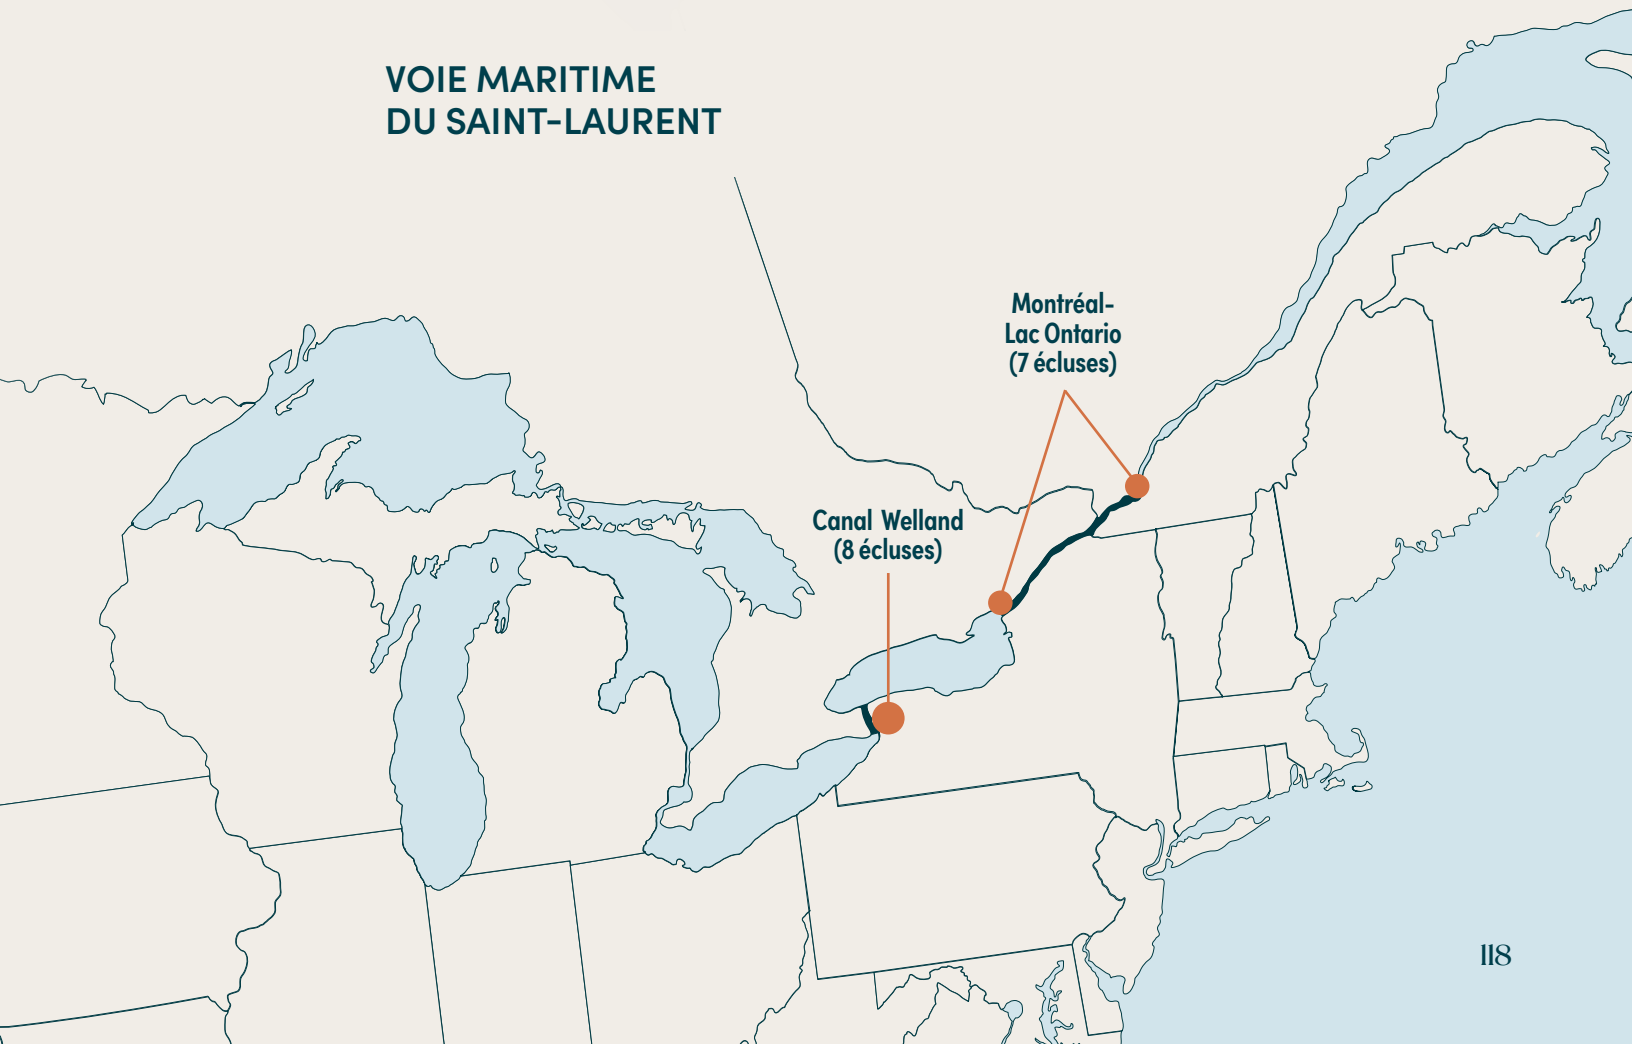 VOIE MARITIME
DU SAINT-LAURENT
Montréal-
Lac Ontario
(7 écluses)
Canal Welland
(8 écluses)
118